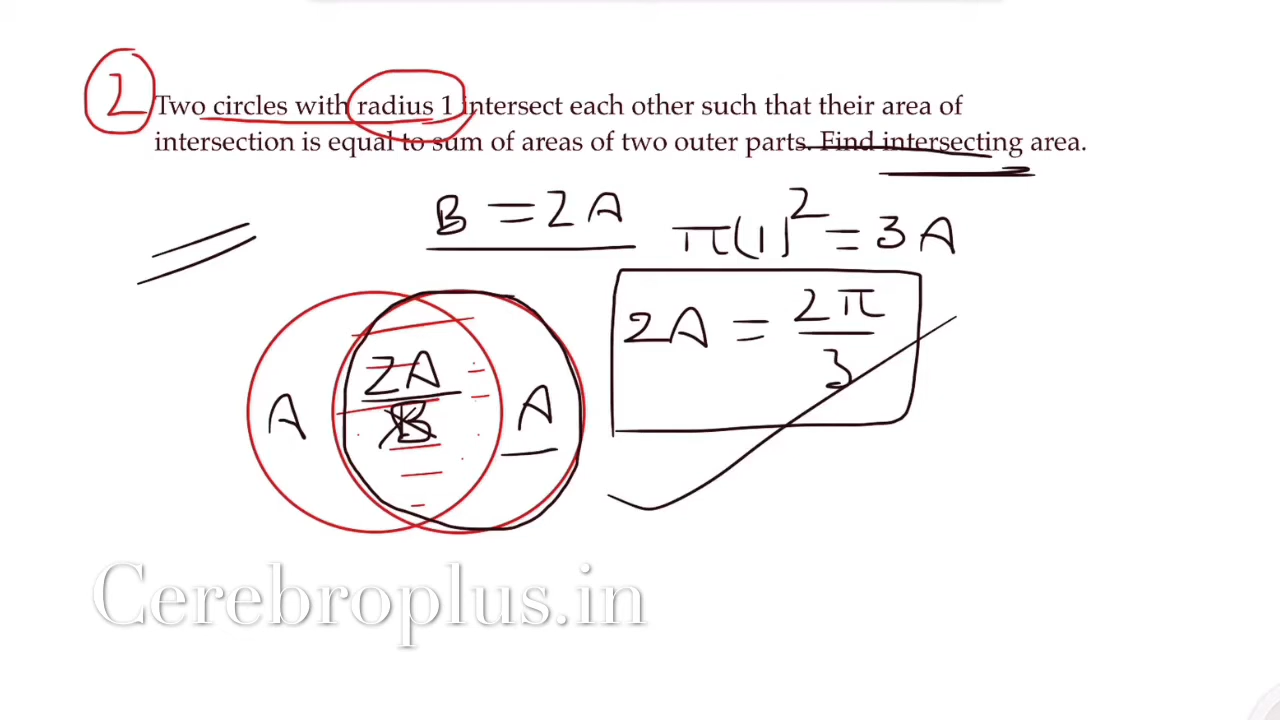 2
Two circles with radius 1 intersect each other such that their area of
intersection is equal to sum of areas of two outer parts. Find intersecting area.
B = 2A
π(1)² = 3A
2A = 2π/3
A
2A
B
A
Cerebroplus.in